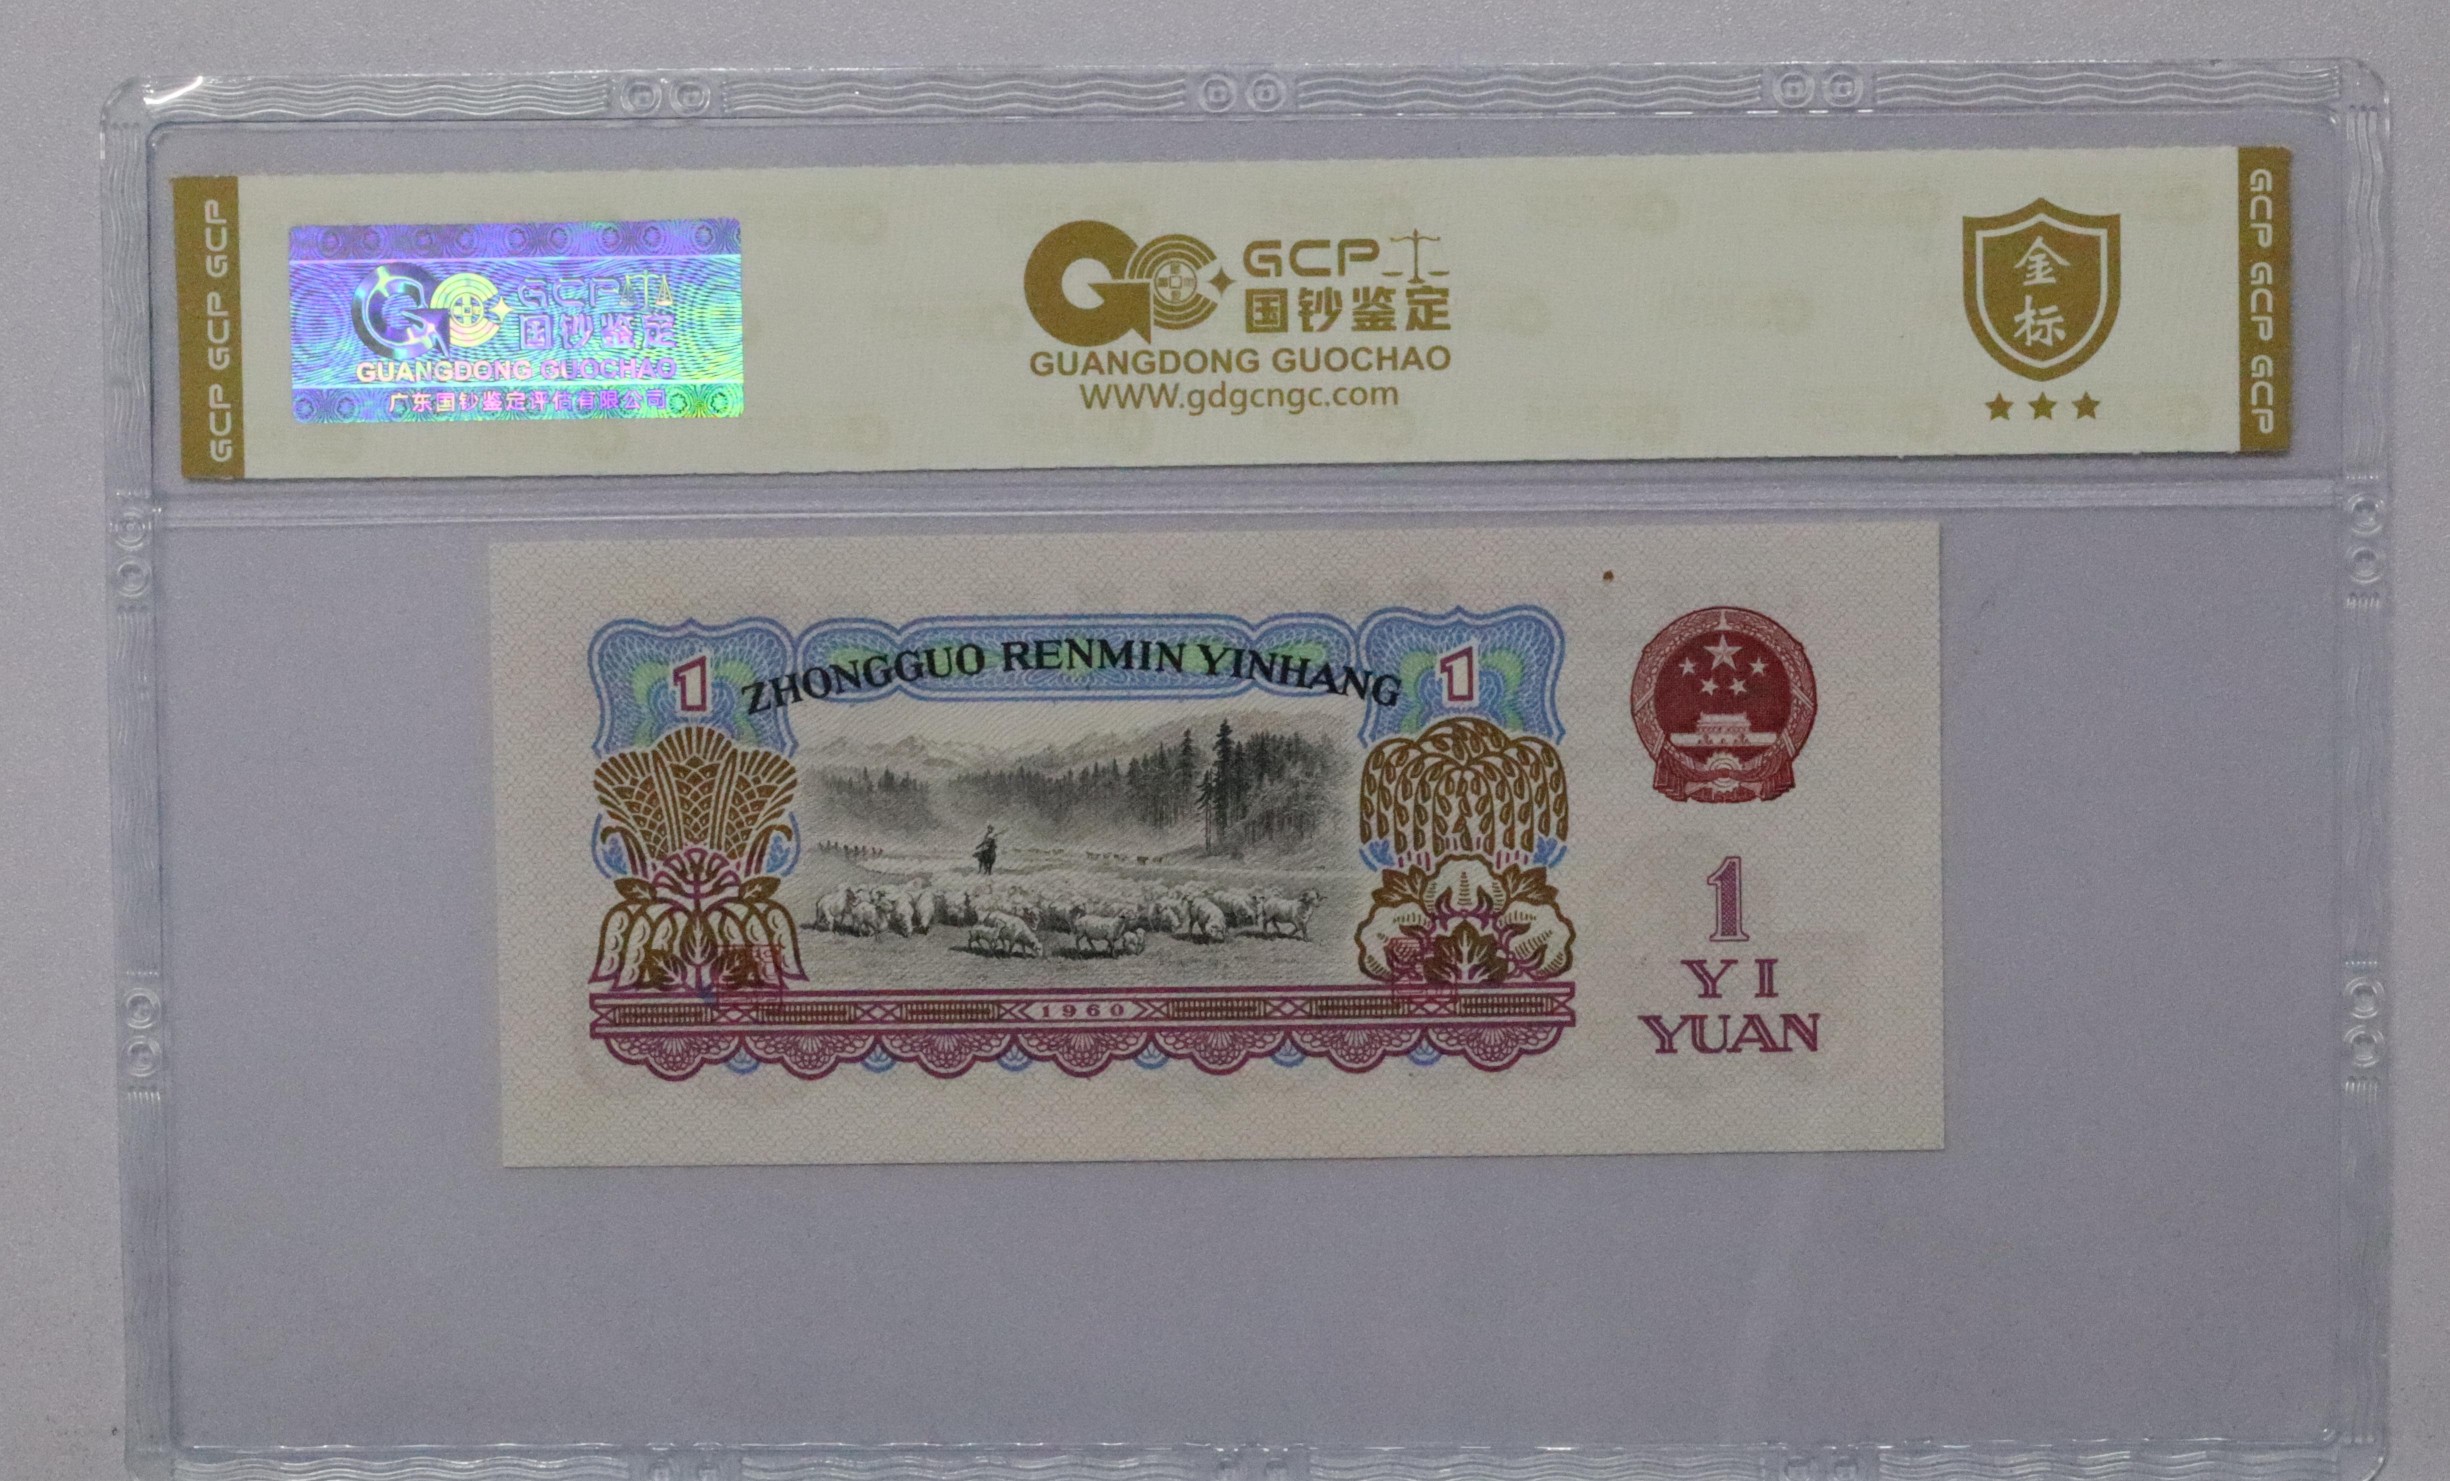 GCP GCP GCP
GCP
国钞鉴定
GUANGDONG GUOCHAO
广东国钞鉴定评估有限公司
GCP
国钞鉴定
GUANGDONG GUOCHAO
WWW.gdgcngc.com
金
标
GCP GCP GCP
ZHONGGUO RENMIN YINHANG
1
1
1960
1
YI
YUAN